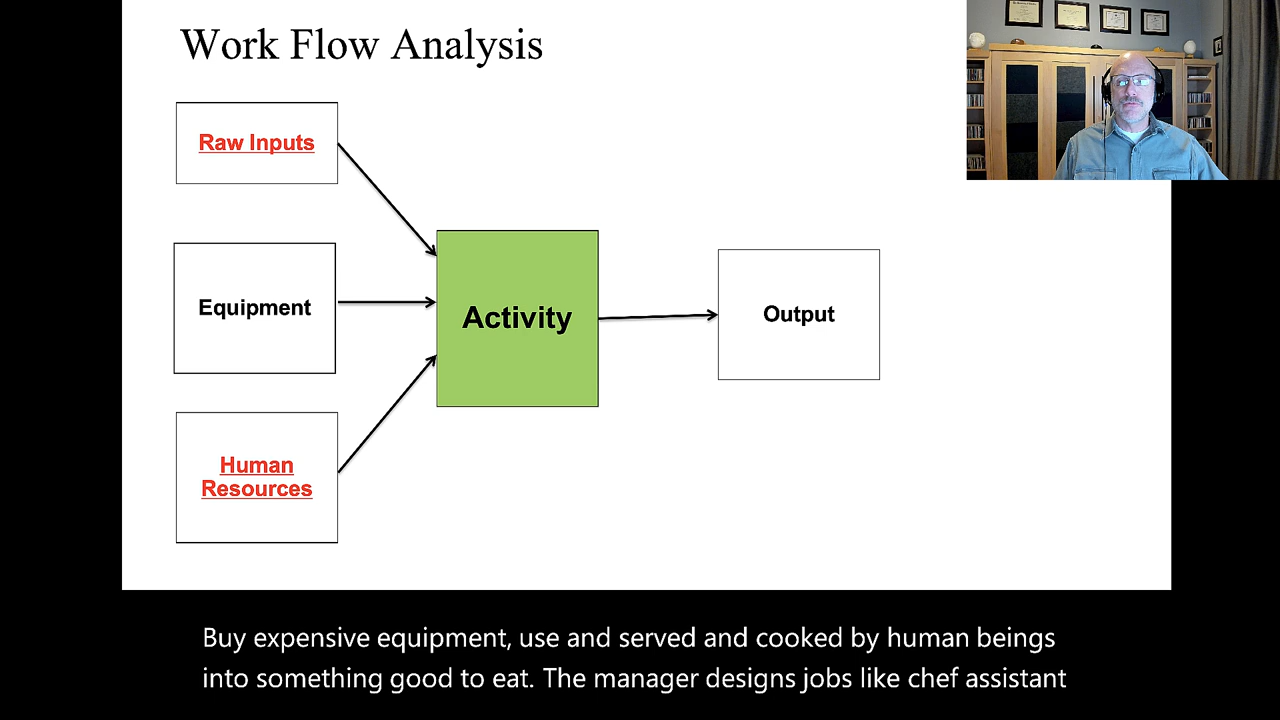 Work Flow Analysis
Raw Inputs
Equipment
Human
Resources
Activity
Output
Buy expensive equipment, use and served and cooked by human beings
into something good to eat. The manager designs jobs like chef assistant